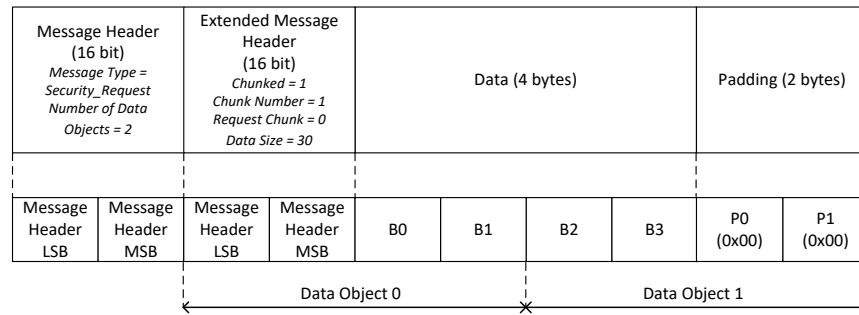 Message Header
(16 bit)
Message Type =
Security_Request
Number of Data
Objects = 2
Extended Message
Header
(16 bit)
Chunked = 1
Chunk Number = 1
Request Chunk = 0
Data Size = 30
Data (4 bytes)
Padding (2 bytes)
Message
Header
LSB
Message
Header
MSB
Message
Header
LSB
Message
Header
MSB
B0
B1
B2
B3
P0
(0x00)
P1
(0x00)
Data Object 0
Data Object 1